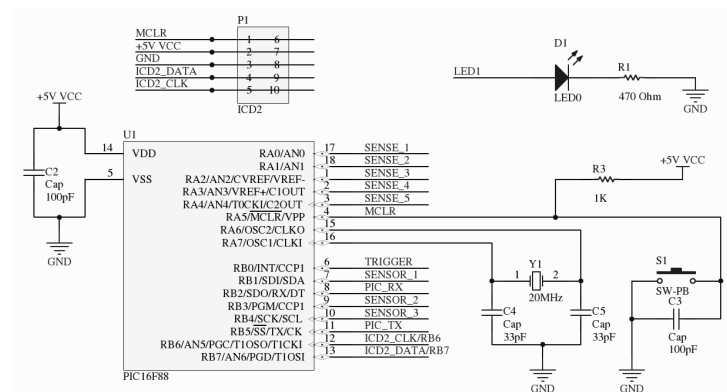 P1
MCLR 1 6
+5V VCC 2 7
GND 3 8
ICD2_DATA 4 9
ICD2_CLK 5 10
ICD2
D1
LED1
LED0
R1
470 Ohm
GND
+5V VCC
C2
Cap
100pF
GND
U1
14 VDD
5 VSS
RA0/AN0 17 SENSE_1
RA1/AN1 18 SENSE_2
RA2/AN2/CVREF/VREF- 1 SENSE_3
RA3/AN3/VREF+/C1OUT 2 SENSE_4
RA4/AN4/T0CKI/C2OUT 3 SENSE_5
RA5/MCLR/VPP 4 MCLR
RA6/OSC2/CLKO 15
RA7/OSC1/CLKI 16
RB0/INT/CCP1 6 TRIGGER
RB1/SDI/SDA 7 SENSOR_1
RB2/SDO/RX/DT 8 PIC_RX
RB3/PGM/CCP1 9 SENSOR_2
RB4/SCK/SCL 10 SENSOR_3
RB5/SS/TX/CK 11 PIC_TX
RB6/AN5/PGC/T1OSO/T1CKI 12 ICD2_CLK/RB6
RB7/AN6/PGD/T1OSI 13 ICD2_DATA/RB7
PIC16F88
R3
1K
+5V VCC
Y1
1 2
20MHz
C4
Cap
33pF
C5
Cap
33pF
GND
S1
SW-PB
C3
Cap
100pF
GND